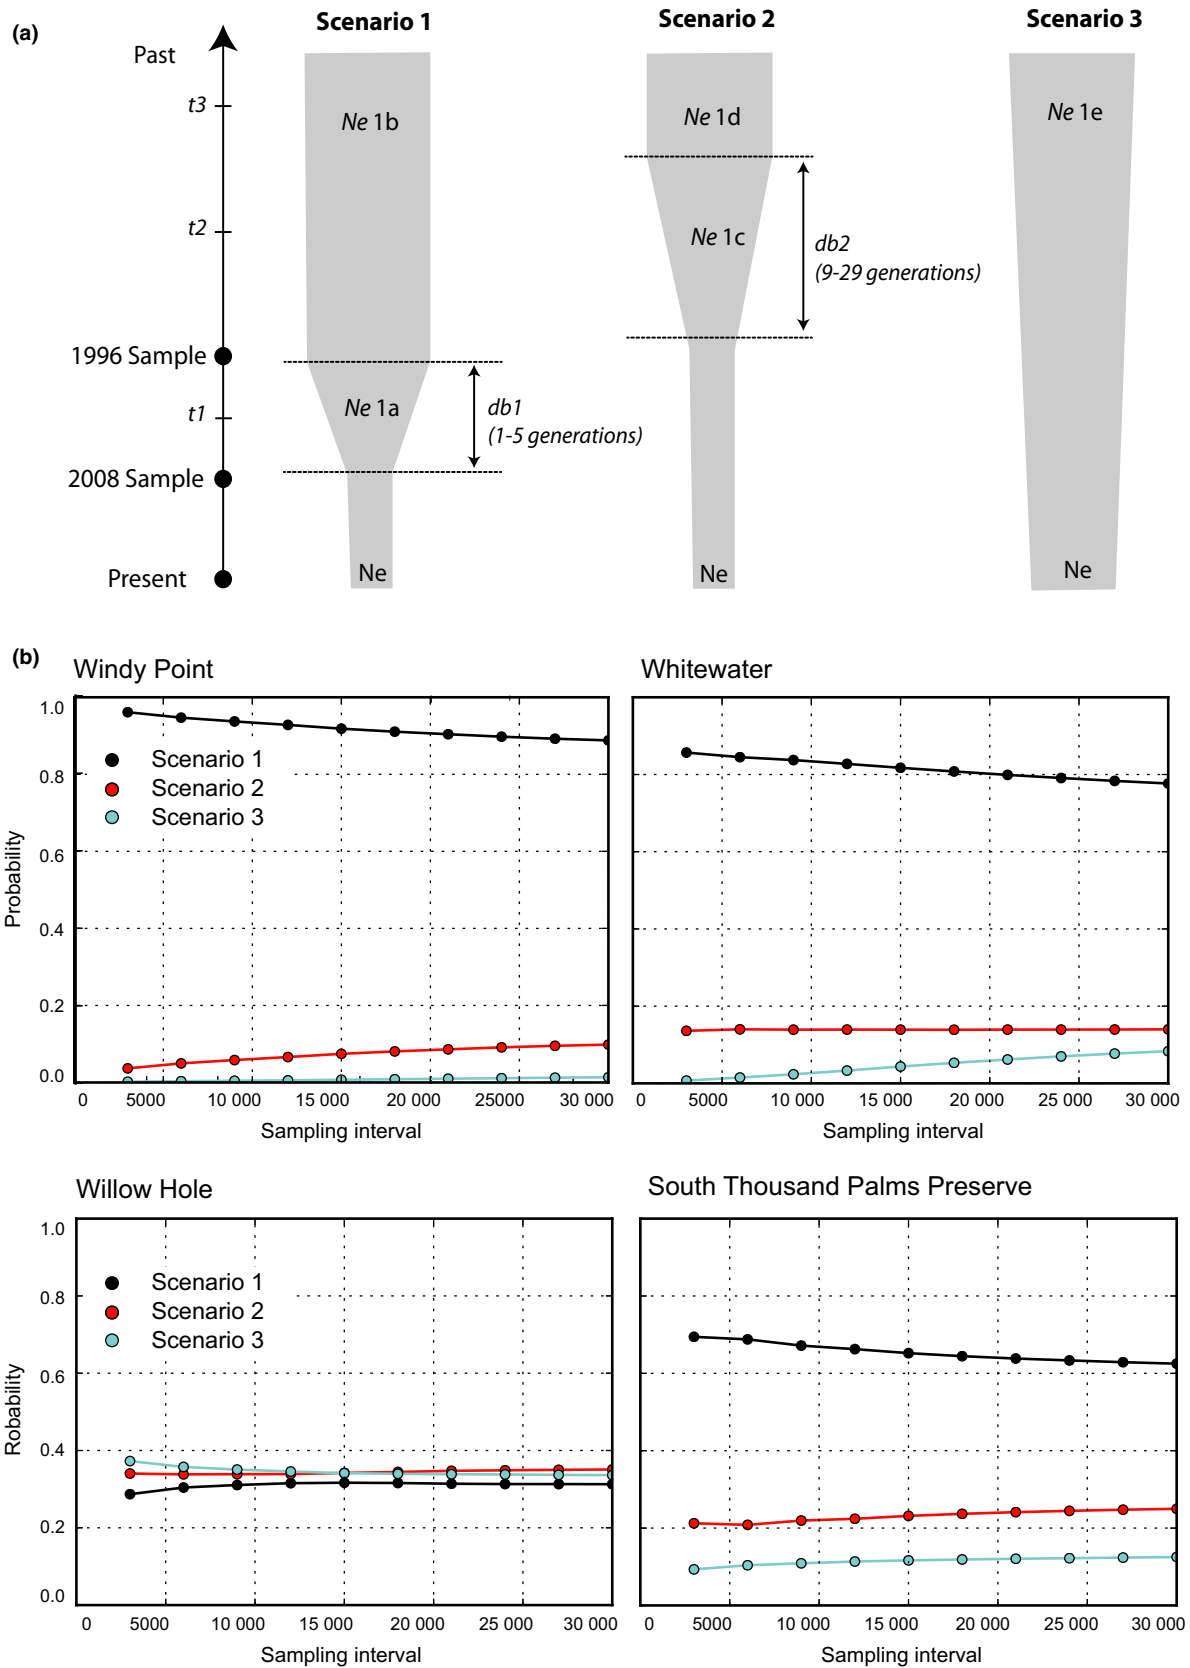 (a)
Scenario 1
Scenario 2
Scenario 3
Past
t3
t2
1996 Sample
t1
2008 Sample
Present
Ne 1b
Ne 1a
Ne
db1
(1-5 generations)
Ne 1d
Ne 1c
Ne
db2
(9-29 generations)
Ne 1e
Ne
(b)
Windy Point
1.0
0.8
0.6
0.4
0.2
0.0
Probability
Scenario 1
Scenario 2
Scenario 3
0 5000 10 000 15 000 20 000 25000 30 000
Sampling interval
Whitewater
0 5000 10 000 15 000 20 000 25 000 30 000
Sampling interval
Willow Hole
1.0
0.8
0.6
0.4
0.2
0.0
Robability
Scenario 1
Scenario 2
Scenario 3
0 5000 10 000 15 000 20 000 25 000 30 000
Sampling interval
South Thousand Palms Preserve
0 5000 10 000 15 000 20 000 25 000 30 000
Sampling interval